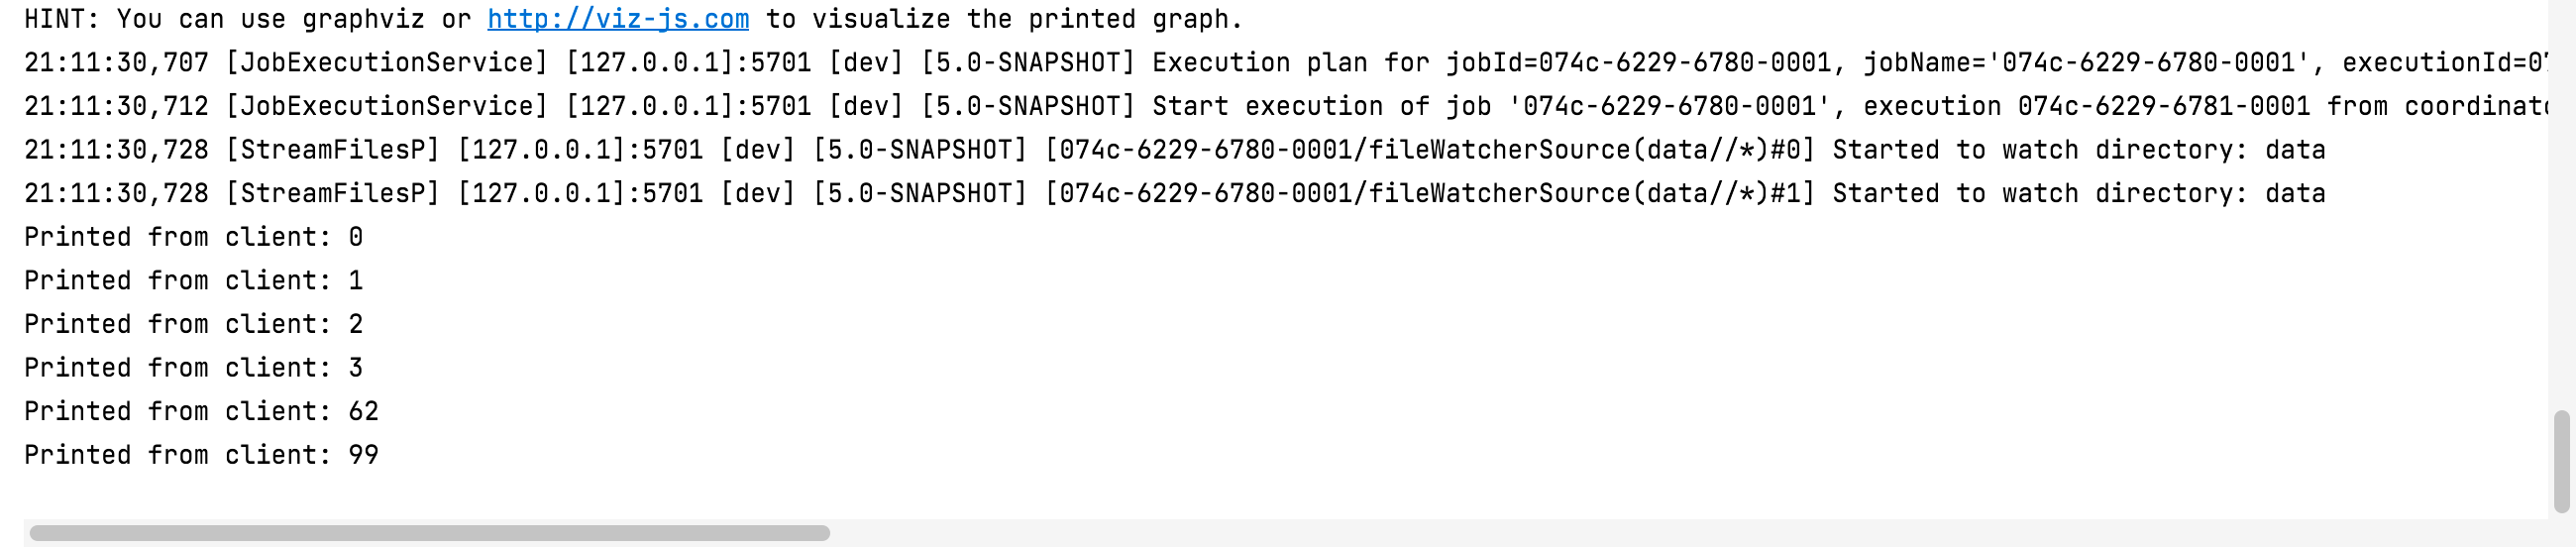 HINT: You can use graphviz or http://viz-js.com to visualize the printed graph.
21:11:30,707 [JobExecutionService] [127.0.0.1]:5701 [dev] [5.0-SNAPSHOT] Execution plan for jobId=074c-6229-6780-0001, jobName='074c-6229-6780-0001', executionId=07
21:11:30,712 [JobExecutionService] [127.0.0.1]:5701 [dev] [5.0-SNAPSHOT] Start execution of job '074c-6229-6780-0001', execution 074c-6229-6781-0001 from coordinato
21:11:30,728 [StreamFilesP] [127.0.0.1]:5701 [dev] [5.0-SNAPSHOT] [074c-6229-6780-0001/fileWatcherSource(data//*)#0] Started to watch directory: data
21:11:30,728 [StreamFilesP] [127.0.0.1]:5701 [dev] [5.0-SNAPSHOT] [074c-6229-6780-0001/fileWatcherSource(data//*)#1] Started to watch directory: data
Printed from client: 0
Printed from client: 1
Printed from client: 2
Printed from client: 3
Printed from client: 62
Printed from client: 99